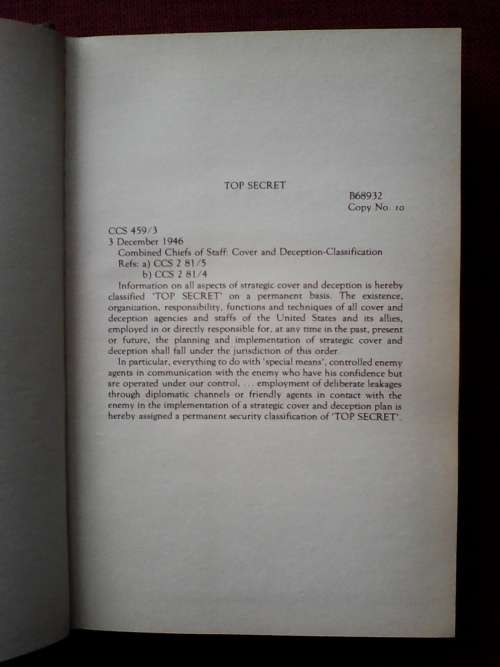 TOP SECRET
B68932
Copy No. 10
CCS 459/3
3 December 1946
Combined Chiefs of Staff: Cover and Deception-Classification
Refs: a) CCS 2 81/5
b) CCS 2 81/4
Information on all aspects of strategic cover and deception is hereby
classified 'TOP SECRET' on a permanent basis. The existence,
organization, responsibility, functions and techniques of all cover and
deception agencies and staffs of the United States and its allies,
employed in or directly responsible for, at any time in the past, present
or future, the planning and implementation of strategic cover and
deception shall fall under the jurisdiction of this order.
In particular, everything to do with 'special means', controlled enemy
agents in communication with the enemy who have his confidence but
are operated under our control, ... employment of deliberate leakages
through diplomatic channels or friendly agents in contact with the
enemy in the implementation of a strategic cover and deception plan is
hereby assigned a permanent security classification of 'TOP SECRET'.